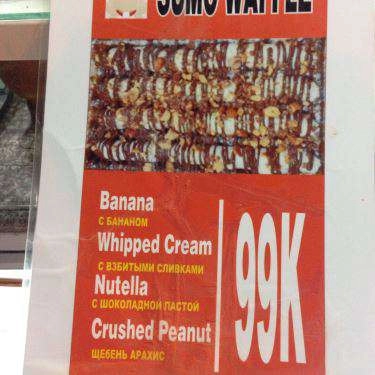 SUMO WAFFLE
Banana
С БАНАНОМ
Whipped Cream
С ВЗБИТЫМИ СЛИВКАМИ
Nutella
С ШОКОЛАДНОЙ ПАСТОЙ
Crushed Peanut
ЩЕБЕНЬ АРАХИС
99K